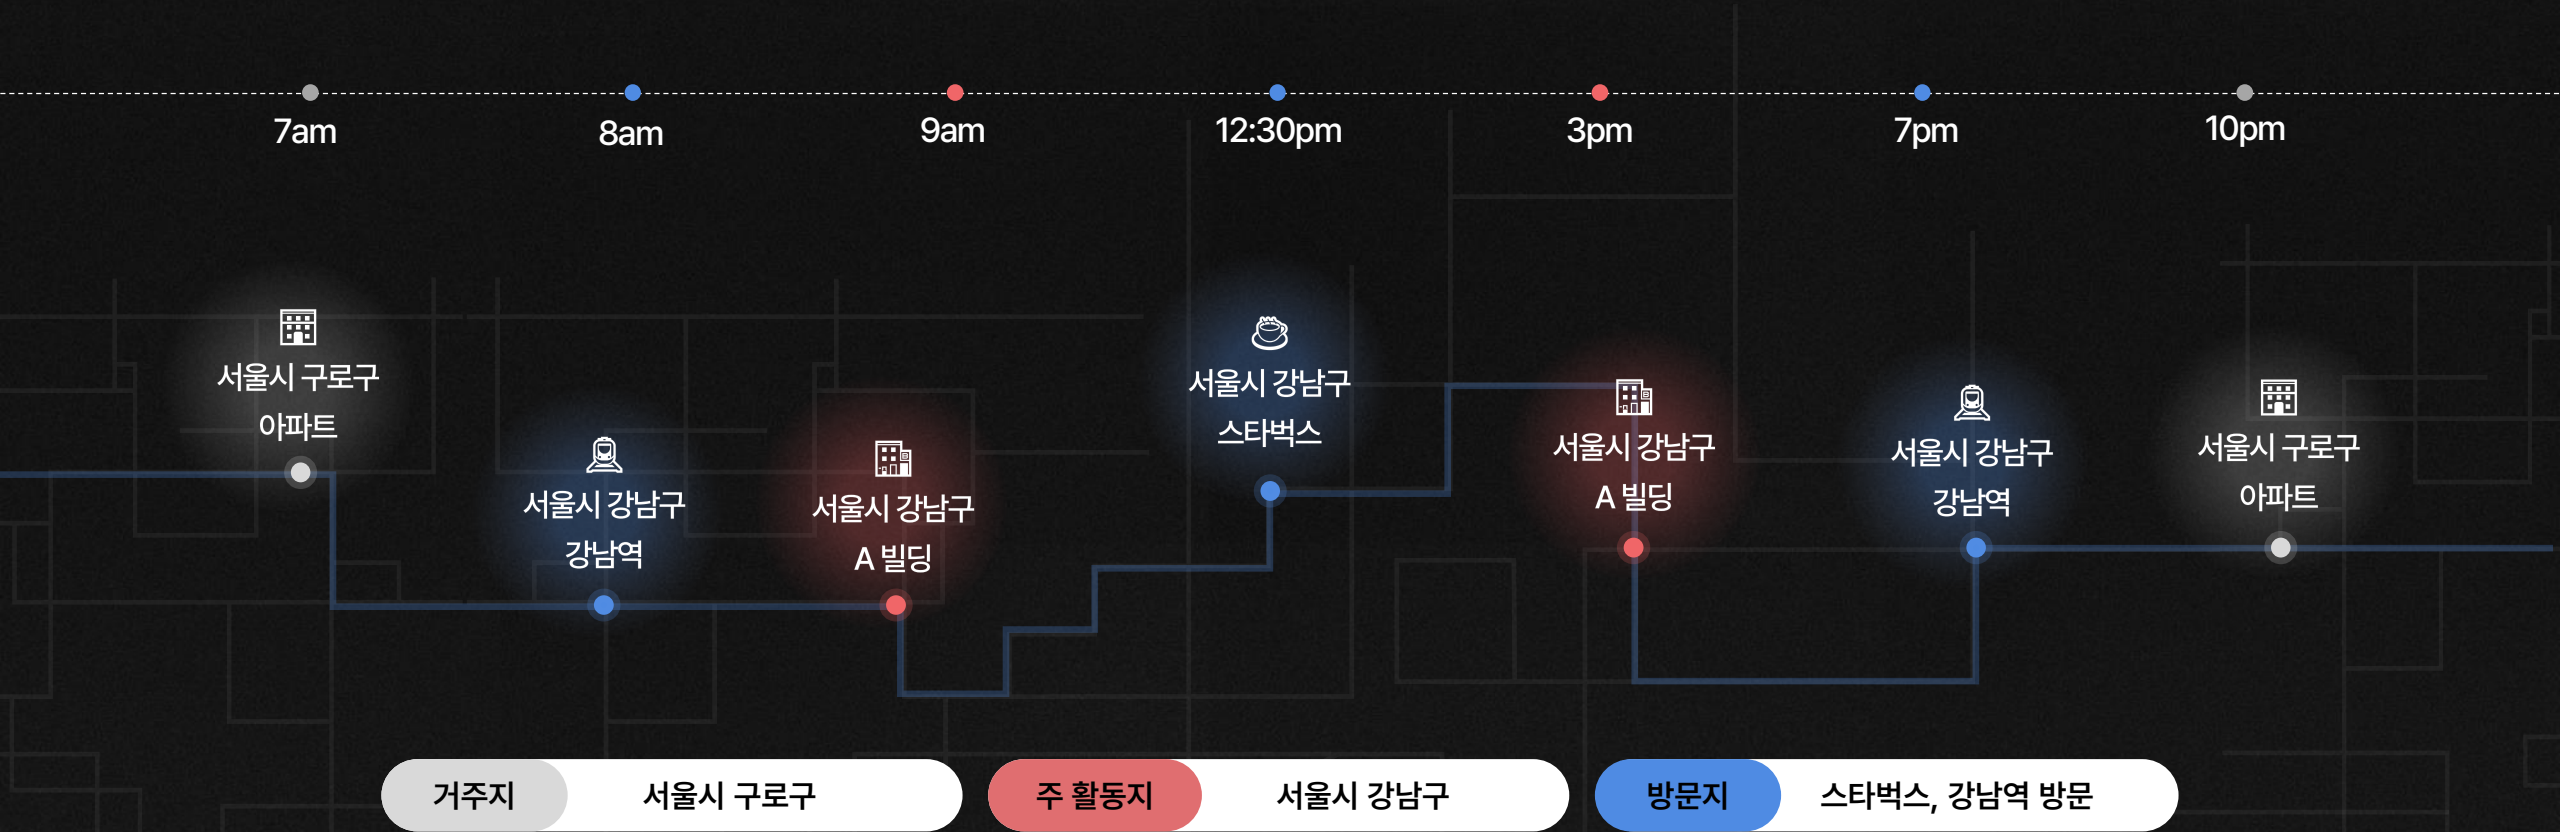 7am
8am
9am
12:30pm
3pm
7pm
10pm
서울시 구로구
아파트
서울시 강남구
강남역
서울시 강남구
A 빌딩
서울시 강남구
스타벅스
서울시 강남구
A 빌딩
서울시 강남구
강남역
서울시 구로구
아파트
거주지
서울시 구로구
주 활동지
서울시 강남구
방문지
스타벅스, 강남역 방문